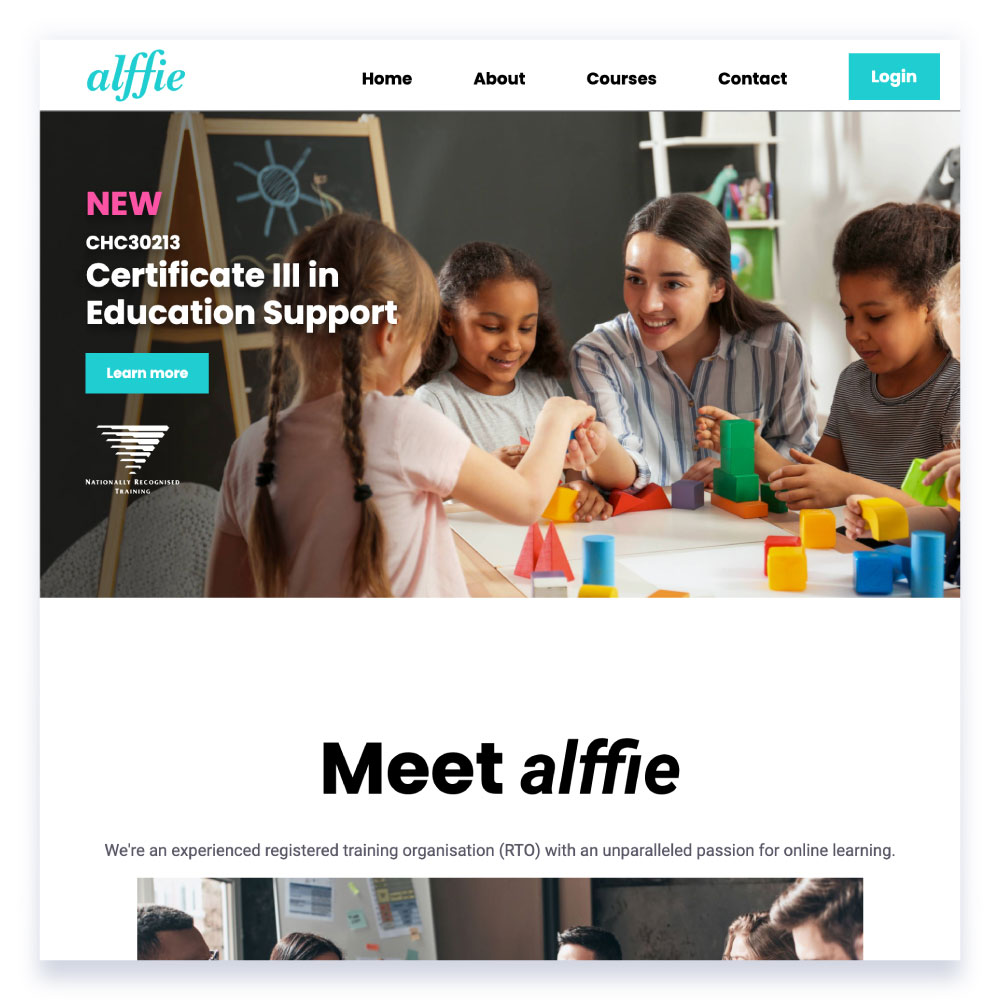 alffie
Home About Courses Contact Login
NEW
CHC30213
Certificate III in
Education Support
Learn more
NATIONALLY RECOGNISED
TRAINING
Meet alffie
We're an experienced registered training organisation (RTO) with an unparalleled passion for online learning.